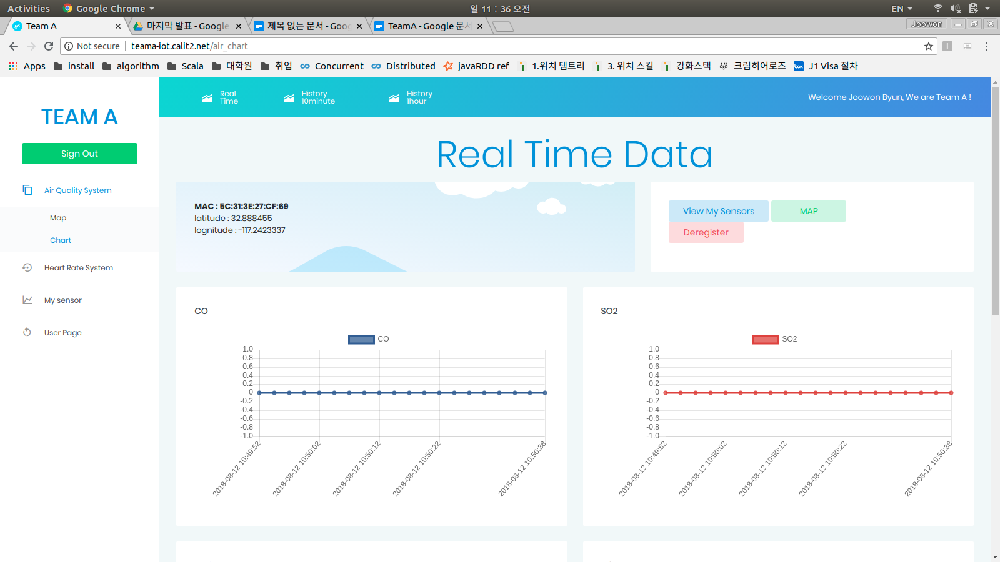 Activities Google Chrome 일 11 : 36 오전 EN
Team A 마지막 발표 - Google 제목 없는 문서 - Goog TeamA - Google 문서 Joowon
Not secure teama-iot.calit2.net/air_chart
Apps install algorithm Scala 대학원 취업 Concurrent Distributed javaRDD ref 1.위치 템트리 3. 위치 스킬 강화스택 크림히어로즈 J1 Visa 절차
TEAM A
Sign Out
Air Quality System
Map
Chart
Heart Rate System
My sensor
User Page
Real Time
History 10minute
History 1hour
Welcome Joowon Byun, We are Team A !
Real Time Data
MAC : 5C:31:3E:27:CF:69
latitude : 32.888455
lognitude : -117.2423337
View My Sensors MAP
Deregister
CO
CO
1.0
0.8
0.6
0.4
0.2
0
-0.2
-0.4
-0.6
-0.8
-1.0
2018-08-12 10:49:52
2018-08-12 10:50:02
2018-08-12 10:50:12
2018-08-12 10:50:22
2018-08-12 10:50:38
SO2
SO2
1.0
0.8
0.6
0.4
0.2
0
-0.2
-0.4
-0.6
-0.8
-1.0
2018-08-12 10:49:52
2018-08-12 10:50:02
2018-08-12 10:50:12
2018-08-12 10:50:22
2018-08-12 10:50:38